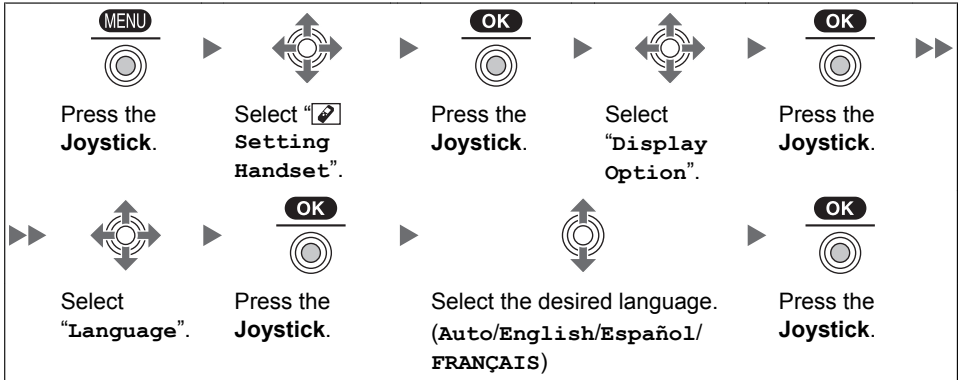 MENU
OK
OK
Press the
Joystick.
Select “
Setting
Handset”.
Press the
Joystick.
Select
“Display
Option”.
Press the
Joystick.
OK
OK
Select
“Language”.
Press the
Joystick.
Select the desired language.
(Auto/English/Español/
FRANÇAIS)
Press the
Joystick.